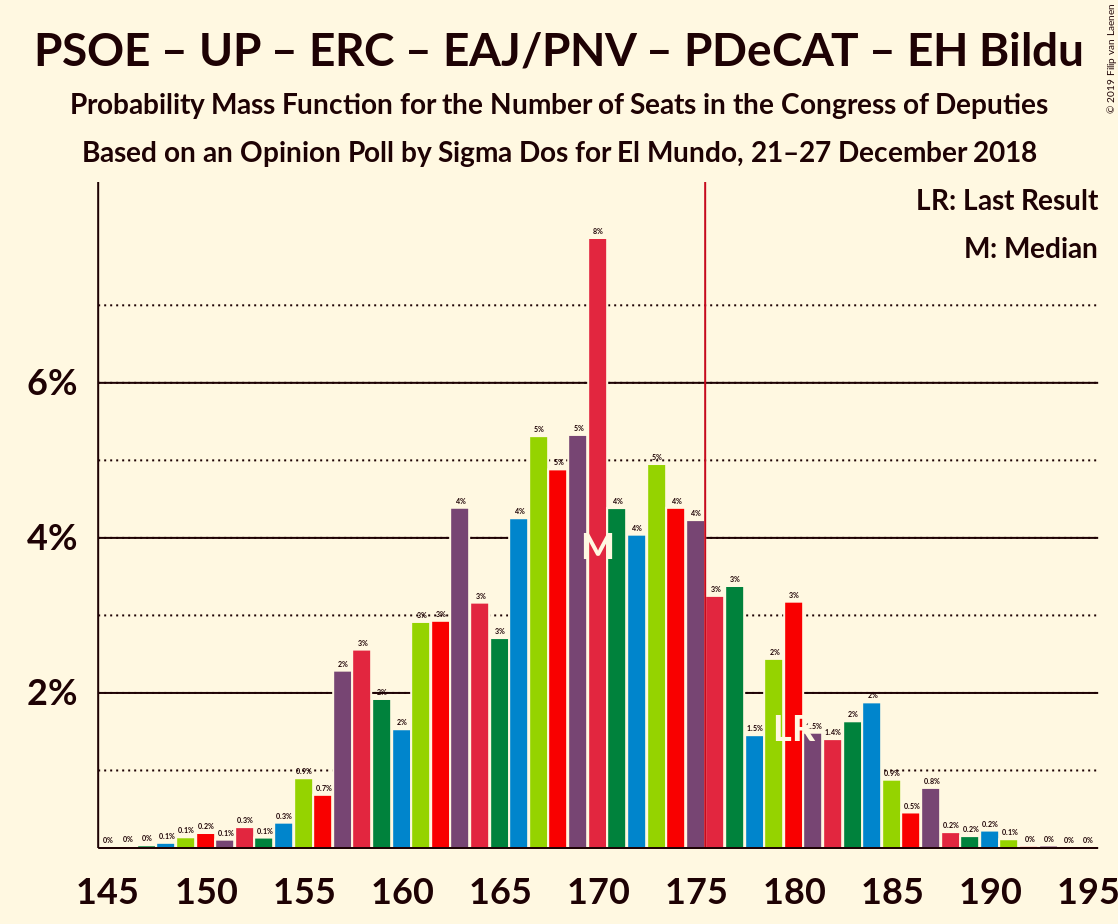 PSOE – UP – ERC – EAJ/PNV – PDeCAT – EH Bildu
Probability Mass Function for the Number of Seats in the Congress of Deputies
Based on an Opinion Poll by Sigma Dos for El Mundo, 21–27 December 2018
© 2019 Filip van Laenen
LR: Last Result
M: Median
6%
4%
2%
0% 0% 0% 0.1% 0.1% 0.2% 0.1% 0.3% 0.1% 0.3% 0.9% 0.7% 2% 3% 2% 2% 3% 3% 4% 3% 3% 4% 5% 5% 5% 8% 4% 4% 5% 4% 4% 3% 3% 1.5% 2% 3% 1.5% 1.4% 2% 2% 0.9% 0.5% 0.8% 0.2% 0.2% 0.2% 0.1% 0% 0% 0% 0%
M
LR
145 150 155 160 165 170 175 180 185 190 195